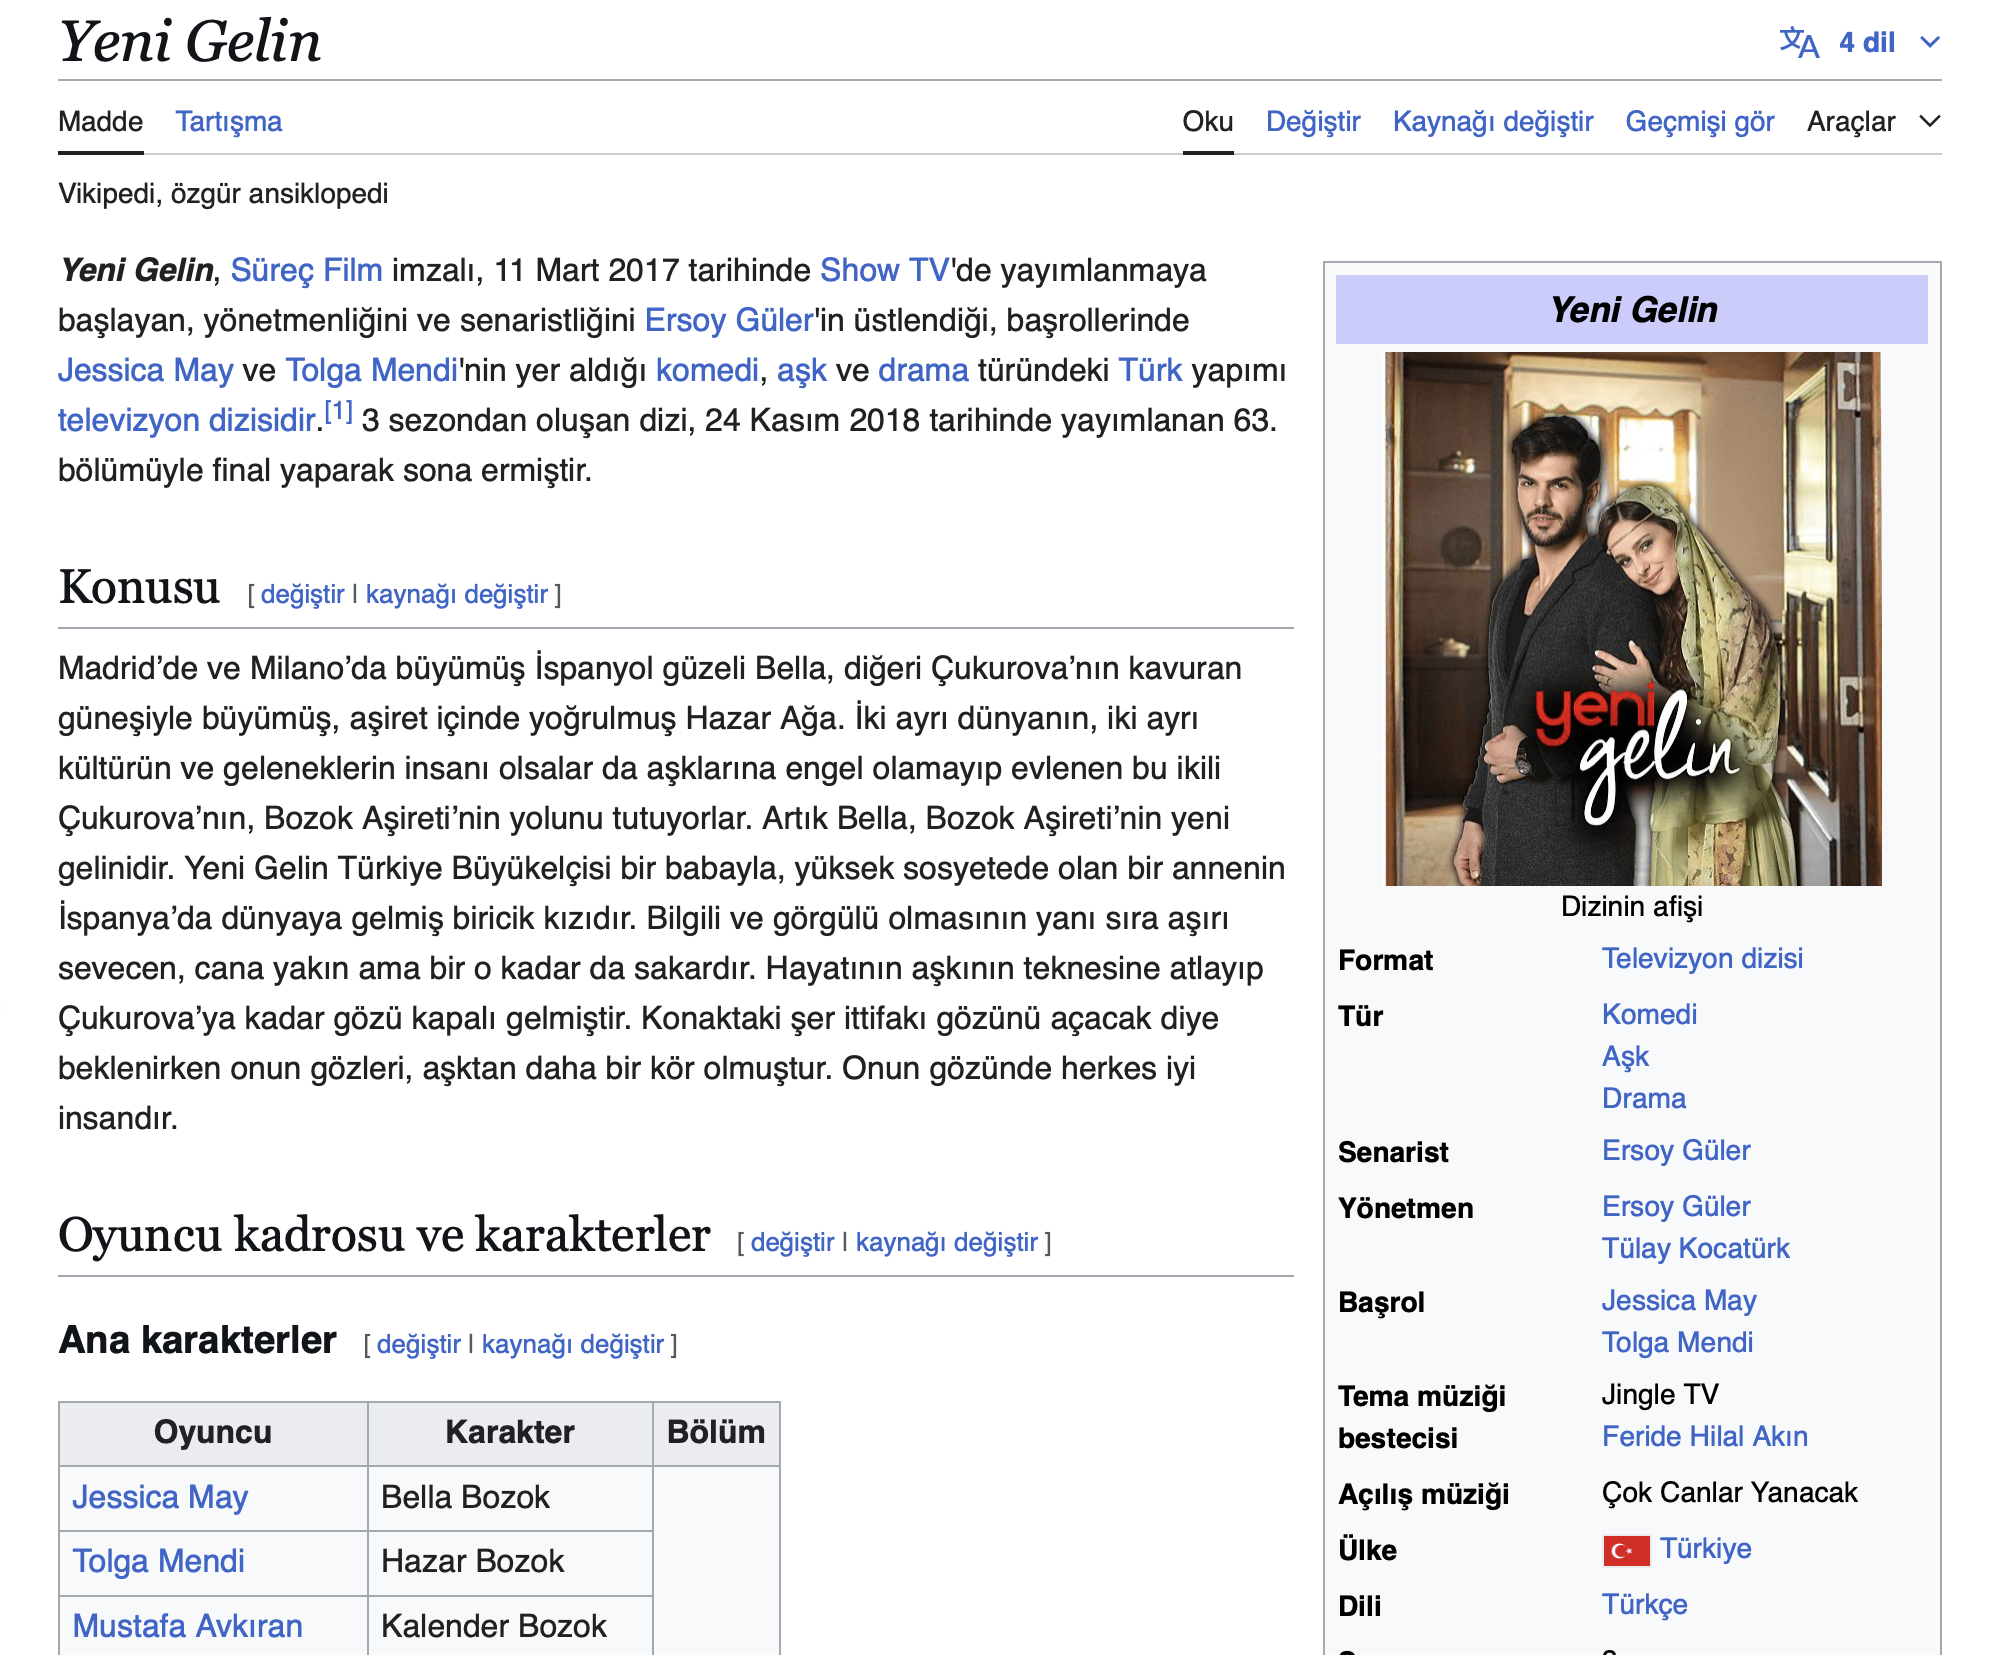 Yeni Gelin
4 dil
Madde Tartışma
Oku Değiştir Kaynağı değiştir Geçmişi gör Araçlar
Vikipedi, özgür ansiklopedi
Yeni Gelin, Süreç Film imzalı, 11 Mart 2017 tarihinde Show TV'de yayımlanmaya
başlayan, yönetmenliğini ve senaristliğini Ersoy Güler'in üstlendiği, başrollerinde
Jessica May ve Tolga Mendi'nin yer aldığı komedi, aşk ve drama türündeki Türk yapımı
televizyon dizisidir.[1] 3 sezondan oluşan dizi, 24 Kasım 2018 tarihinde yayımlanan 63.
bölümüyle final yaparak sona ermiştir.
Konusu [ değiştir | kaynağı değiştir ]
Madrid’de ve Milano’da büyümüş İspanyol güzeli Bella, diğeri Çukurova’nın kavuran
güneşiyle büyümüş, aşiret içinde yoğrulmuş Hazar Ağa. İki ayrı dünyanın, iki ayrı
kültürün ve geleneklerin insanı olsalar da aşklarına engel olamayıp evlenen bu ikili
Çukurova’nın, Bozok Aşireti’nin yolunu tutuyorlar. Artık Bella, Bozok Aşireti’nin yeni
gelinidir. Yeni Gelin Türkiye Büyükelçisi bir babayla, yüksek sosyetede olan bir annenin
İspanya’da dünyaya gelmiş biricik kızıdır. Bilgili ve görgülü olmasının yanı sıra aşırı
sevecen, cana yakın ama bir o kadar da sakardır. Hayatının aşkının teknesine atlayıp
Çukurova’ya kadar gözü kapalı gelmiştir. Konaktaki şer ittifakı gözünü açacak diye
beklenirken onun gözleri, aşktan daha bir kör olmuştur. Onun gözünde herkes iyi
insandır.
Oyuncu kadrosu ve karakterler [ değiştir | kaynağı değiştir ]
Ana karakterler [ değiştir | kaynağı değiştir ]
Oyuncu Karakter Bölüm
Jessica May Bella Bozok
Tolga Mendi Hazar Bozok
Mustafa Avkıran Kalender Bozok
Yeni Gelin
yeni
gelin
Dizinin afişi
Format Televizyon dizisi
Tür Komedi
Aşk
Drama
Senarist Ersoy Güler
Yönetmen Ersoy Güler
Tülay Kocatürk
Başrol Jessica May
Tolga Mendi
Tema müziği Jingle TV
bestecisi Feride Hilal Akın
Açılış müziği Çok Canlar Yanacak
Ülke Türkiye
Dili Türkçe